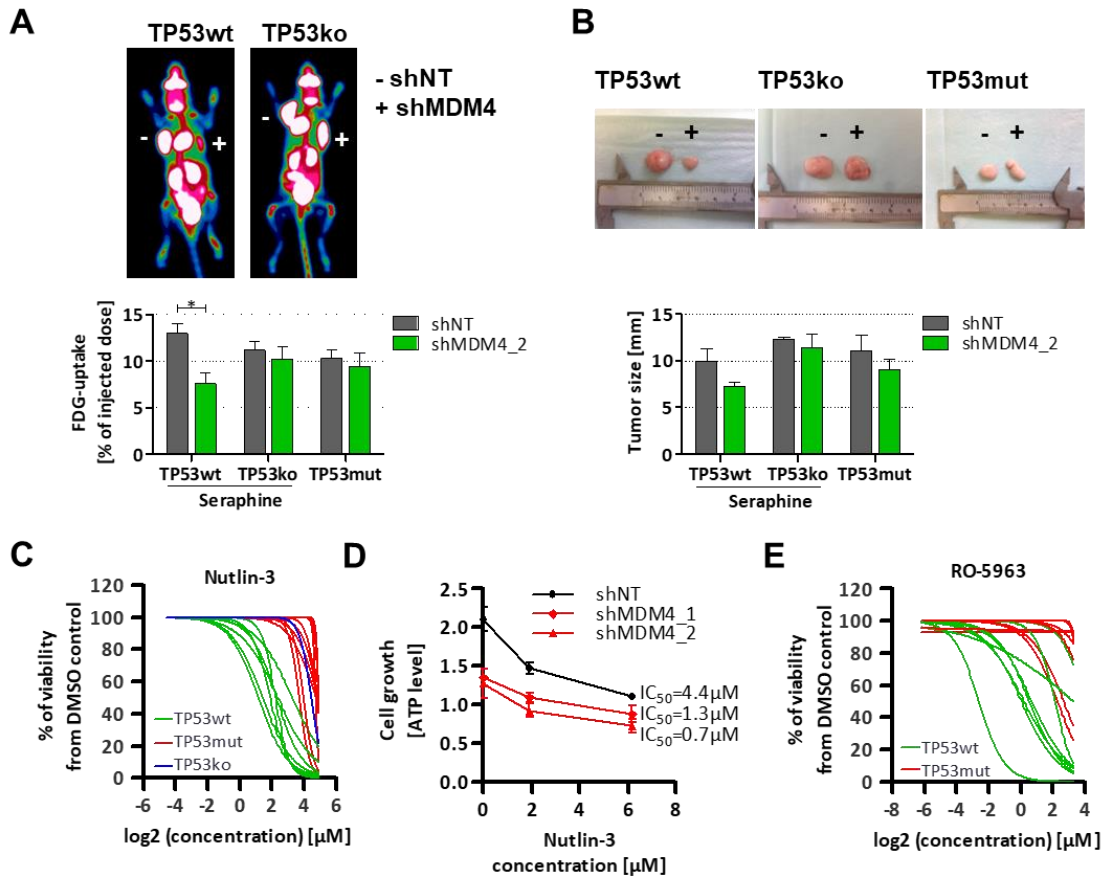 A
TP53wt TP53ko
- shNT
+ shMDM4
- +
- +
FDG-uptake
[% of injected dose]
15
10
5
0
*
shNT
shMDM4_2
TP53wt TP53ko TP53mut
Seraphine
B
TP53wt TP53ko TP53mut
- + - + - +
Tumor size [mm]
15
10
5
0
shNT
shMDM4_2
TP53wt TP53ko TP53mut
Seraphine
C
Nutlin-3
% of viability
from DMSO control
120
100
80
60
40
20
0
TP53wt
TP53mut
TP53ko
-6 -4 -2 0 2 4 6
log2 (concentration) [µM]
D
Cell growth
[ATP level]
2.5
2.0
1.5
1.0
0.5
0.0
shNT
shMDM4_1
shMDM4_2
IC50=4.4µM
IC50=1.3µM
IC50=0.7µM
0 2 4 6 8
Nutlin-3
concentration [µM]
E
RO-5963
% of viability
from DMSO control
120
100
80
60
40
20
0
TP53wt
TP53mut
-8 -6 -4 -2 0 2 4
log2 (concentration) [µM]